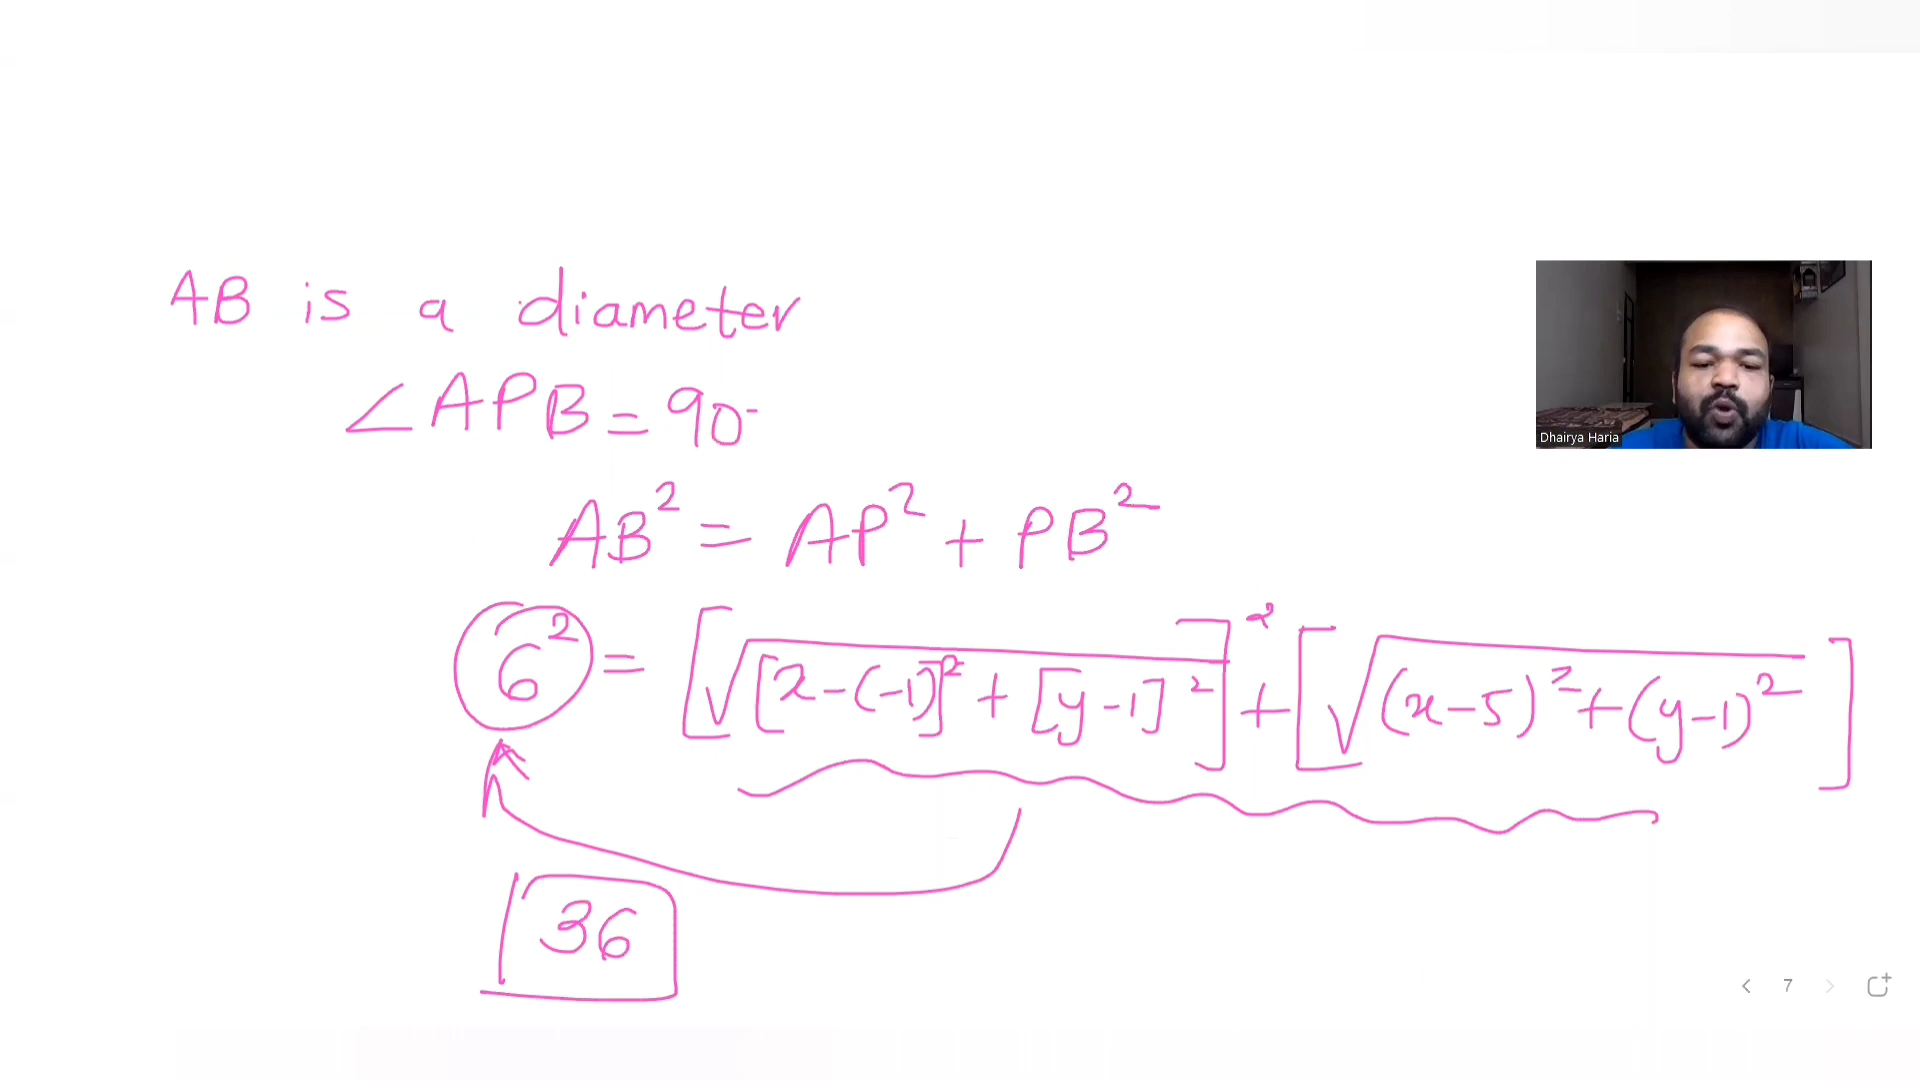 AB is a diameter
∠APB = 90°
AB² = AP² + PB²
6² = [√[x-(-1)]² + [y-1]²]² + [√(x-5)² + (y-1)²]
36
Dhairya Haria
7